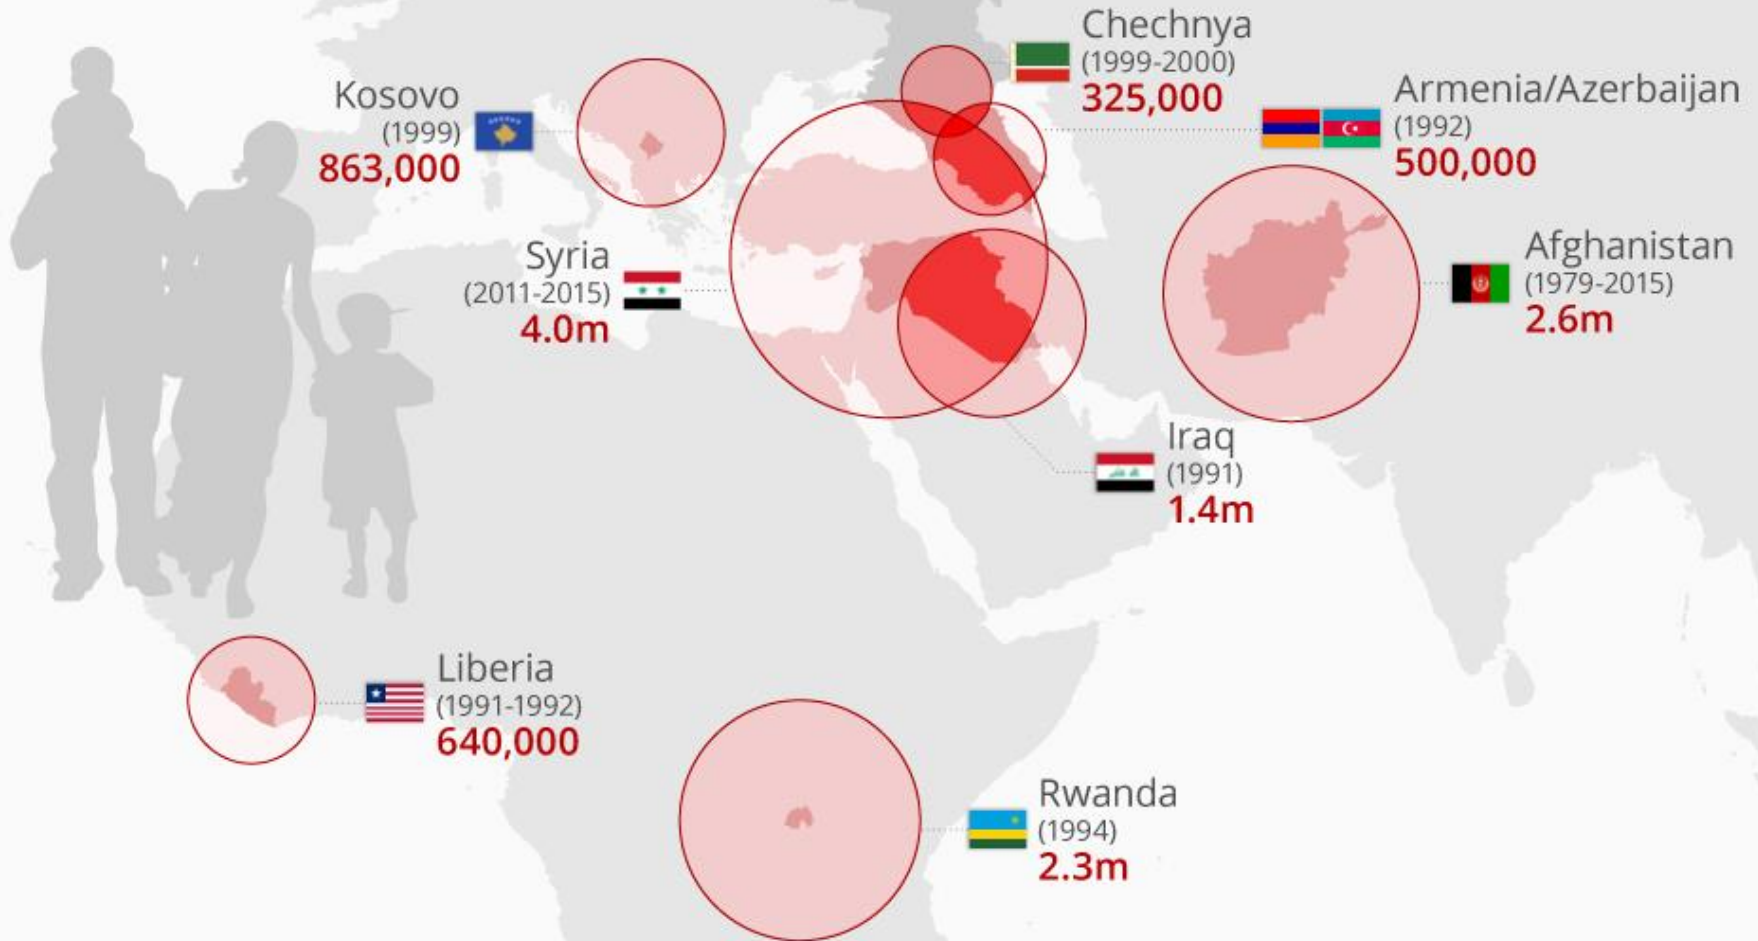 Chechnya
(1999-2000)
325,000
Armenia/Azerbaijan
(1992)
500,000
Kosovo
(1999)
863,000
Syria
(2011-2015)
4.0m
Afghanistan
(1979-2015)
2.6m
Iraq
(1991)
1.4m
Liberia
(1991-1992)
640,000
Rwanda
(1994)
2.3m